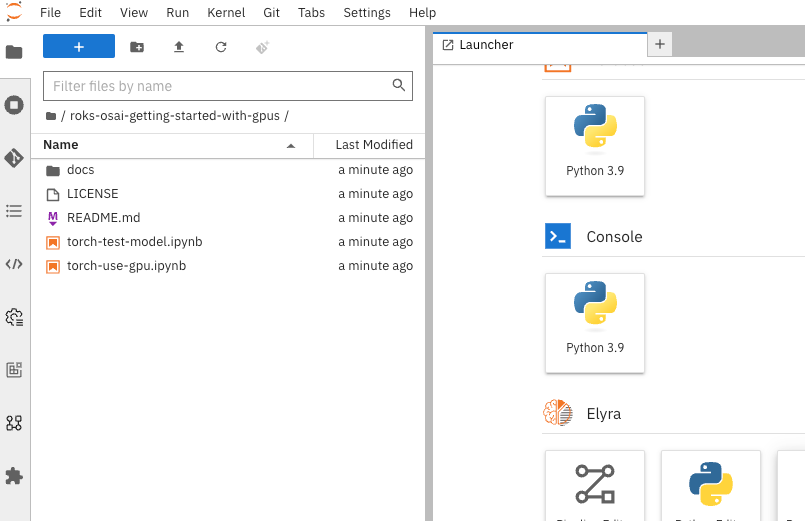 File Edit View Run Kernel Git Tabs Settings Help
Launcher
Filter files by name
/ roks-osai-getting-started-with-gpus /
Name Last Modified
docs a minute ago
LICENSE a minute ago
README.md a minute ago
torch-test-model.ipynb a minute ago
torch-use-gpu.ipynb a minute ago
Python 3.9
Console
Python 3.9
Elyra